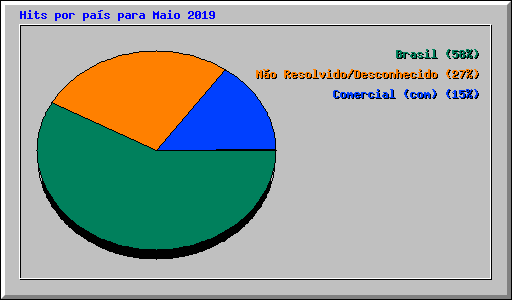 Hits por país para Maio 2019
Brasil (58%)
Não Resolvido/Desconhecido (27%)
Comercial (com) (15%)